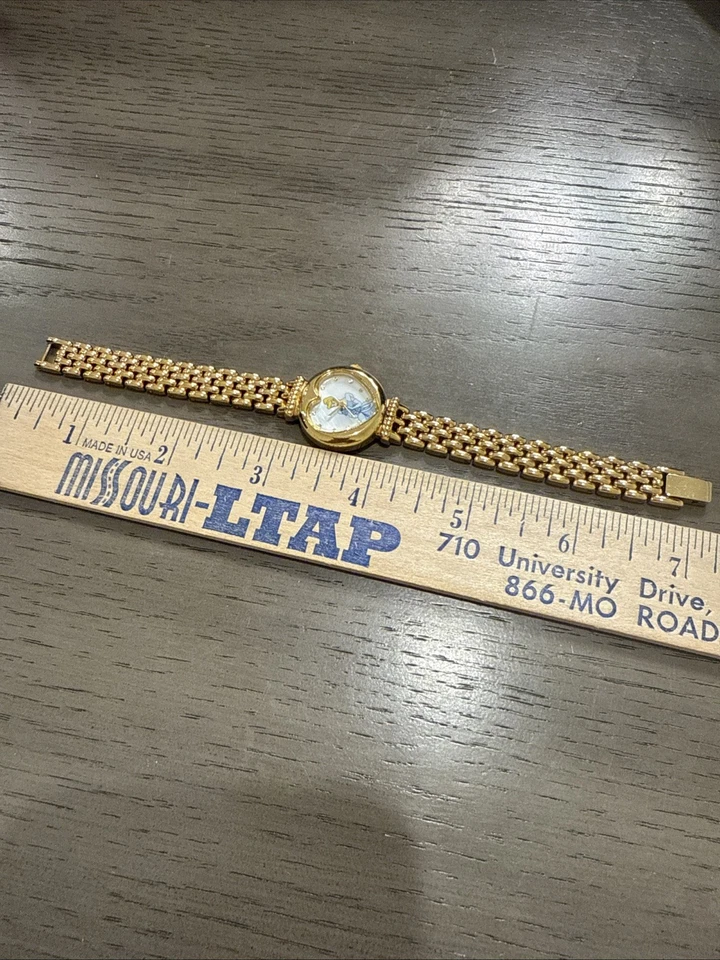 1 2 3 4 5 6 7
MADE IN USA
MISSOURI-LTAP
710 University Drive,
866-MO ROAD